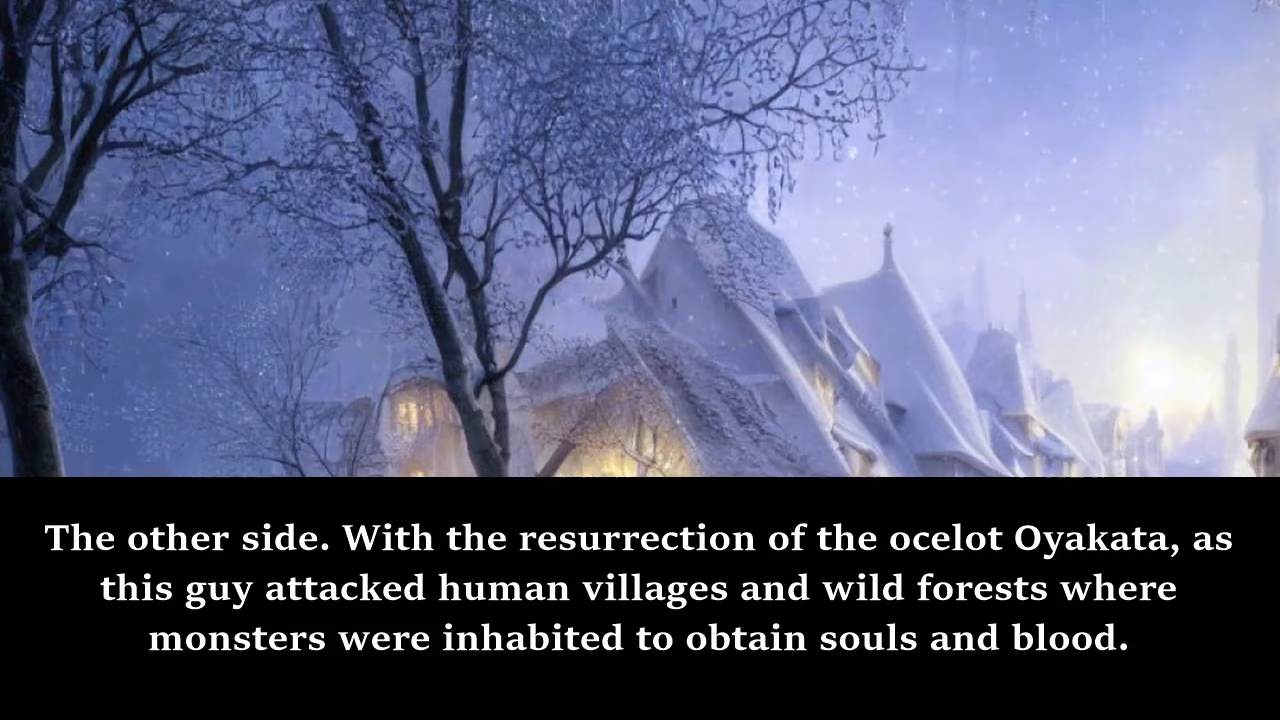 The other side. With the resurrection of the ocelot Oyakata, as
this guy attacked human villages and wild forests where
monsters were inhabited to obtain souls and blood.